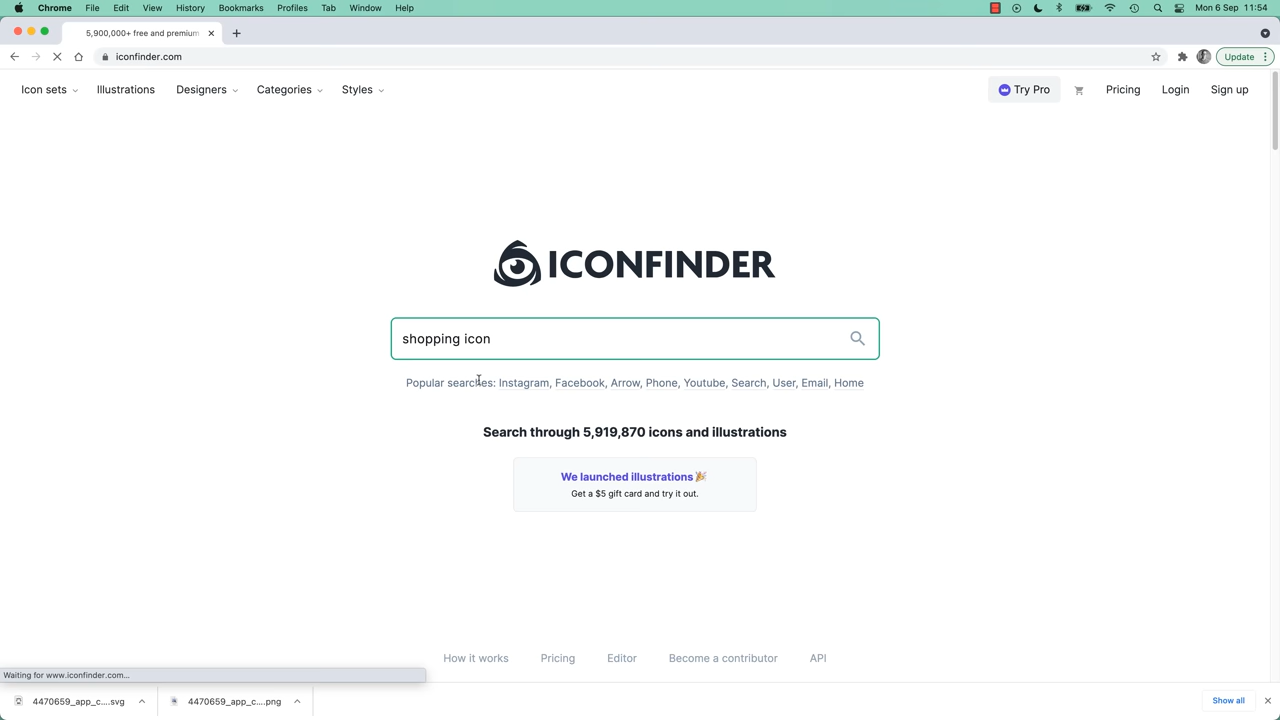 Chrome File Edit View History Bookmarks Profiles Tab Window Help Mon 6 Sep 11:54
5,900,000+ free and premium
iconfinder.com Update
Icon sets Illustrations Designers Categories Styles Try Pro Pricing Login Sign up
ICONFINDER
shopping icon
Popular searches: Instagram, Facebook, Arrow, Phone, Youtube, Search, User, Email, Home
Search through 5,919,870 icons and illustrations
We launched illustrations🎉
Get a $5 gift card and try it out.
How it works Pricing Editor Become a contributor API
Waiting for www.iconfinder.com...
4470659_app_c....svg 4470659_app_c....png Show all